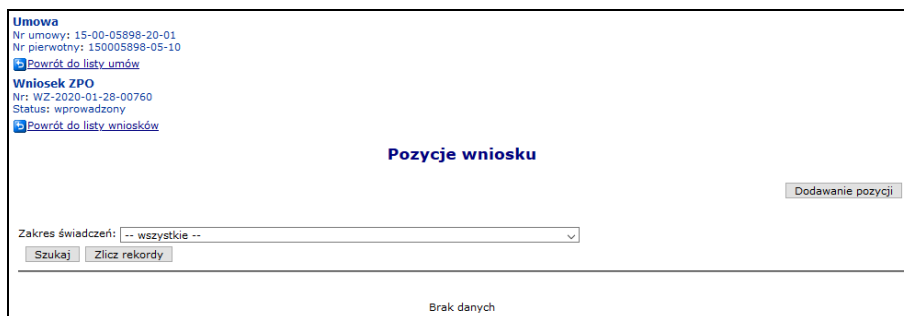 Umowa
Nr umowy: 15-00-05898-20-01
Nr pierwotny: 150005898-05-10
Powrót do listy umów
Wniosek ZPO
Nr: WZ-2020-01-28-00760
Status: wprowadzony
Powrót do listy wniosków
Pozycje wniosku
Dodawanie pozycji
Zakres świadczeń: -- wszystkie --
Szukaj Zlicz rekordy
Brak danych